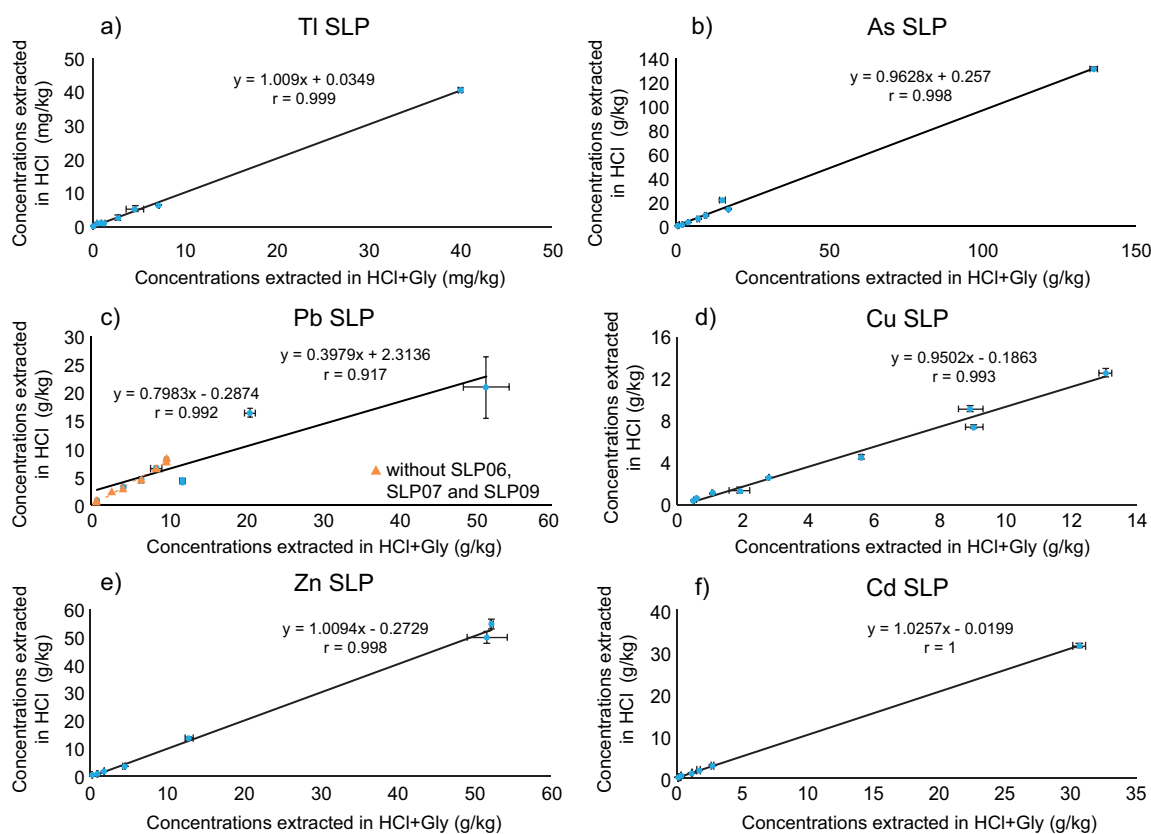 a)
Tl SLP
Concentrations extracted
in HCl (mg/kg)
50
40
30
20
10
0
y = 1.009x + 0.0349
r = 0.999
0 10 20 30 40 50
Concentrations extracted in HCl+Gly (mg/kg)
b)
As SLP
Concentrations extracted
in HCl (g/kg)
140
120
100
80
60
40
20
0
y = 0.9628x + 0.257
r = 0.998
0 50 100 150
Concentrations extracted in HCl+Gly (g/kg)
c)
Pb SLP
Concentrations extracted
in HCl (g/kg)
30
25
20
15
10
5
0
y = 0.3979x + 2.3136
r = 0.917
y = 0.7983x - 0.2874
r = 0.992
without SLP06,
SLP07 and SLP09
0 10 20 30 40 50 60
Concentrations extracted in HCl+Gly (g/kg)
d)
Cu SLP
Concentrations extracted
in HCl (g/kg)
16
12
8
4
0
y = 0.9502x - 0.1863
r = 0.993
0 2 4 6 8 10 12 14
Concentrations extracted in HCl+Gly (g/kg)
e)
Zn SLP
Concentrations extracted
in HCl (g/kg)
60
50
40
30
20
10
0
y = 1.0094x - 0.2729
r = 0.998
0 10 20 30 40 50 60
Concentrations extracted in HCl+Gly (g/kg)
f)
Cd SLP
Concentrations extracted
in HCl (g/kg)
40
30
20
10
0
y = 1.0257x - 0.0199
r = 1
0 5 10 15 20 25 30 35
Concentrations extracted in HCl+Gly (g/kg)